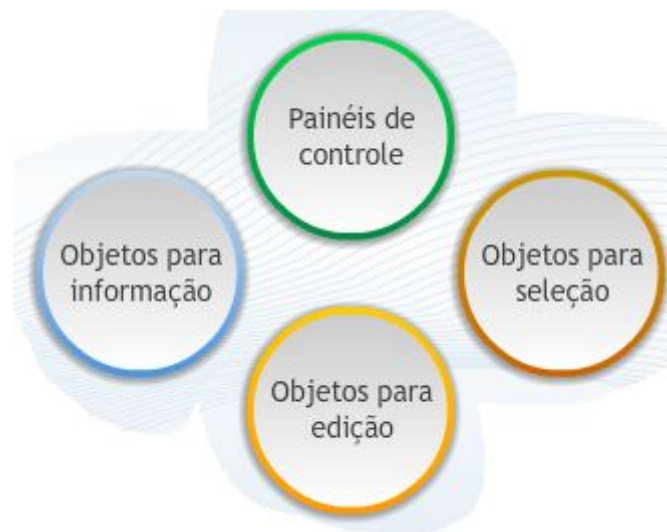 Painéis de
controle
Objetos para
informação
Objetos para
seleção
Objetos para
edição